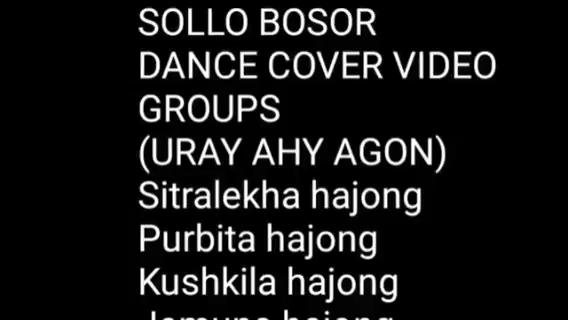 SOLLO BOSOR
DANCE COVER VIDEO
GROUPS
(URAY AHY AGON)
Sitralekha hajong
Purbita hajong
Kushkila hajong